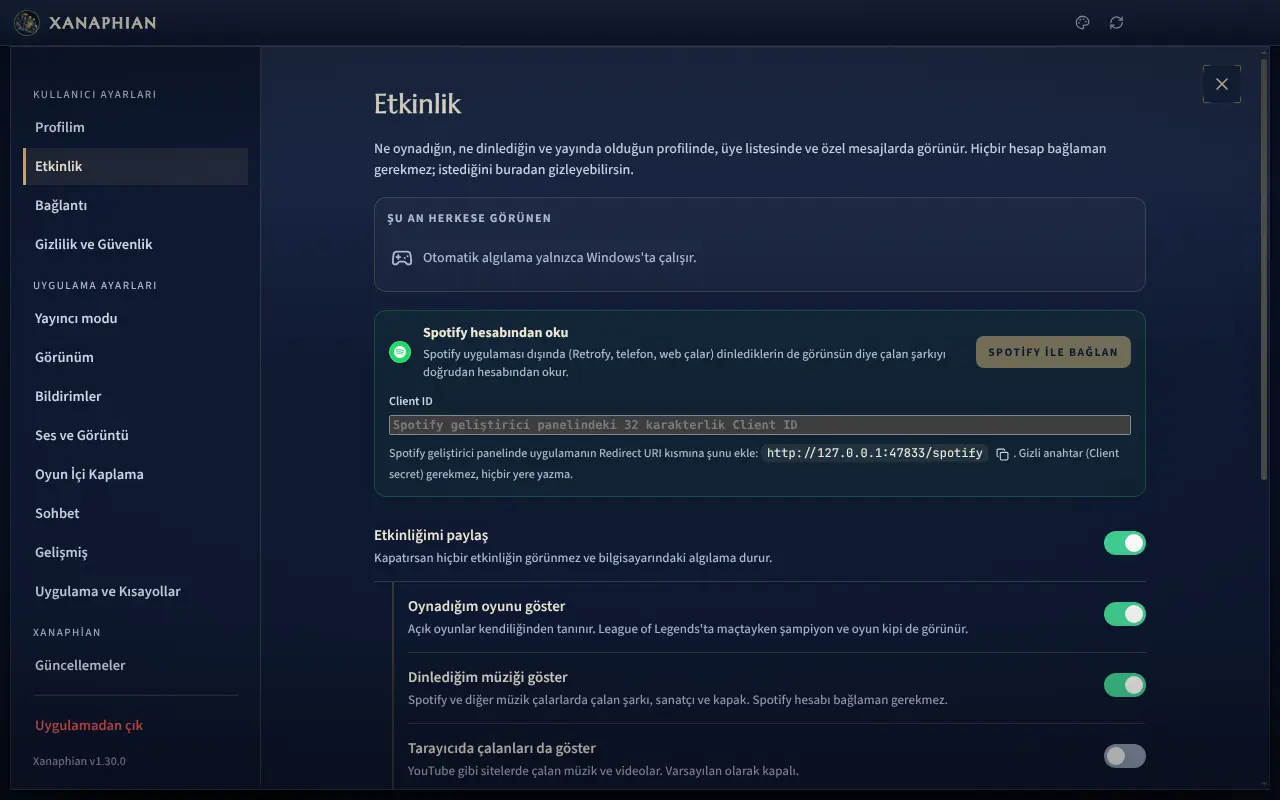 XANAPHIAN
KULLANICI AYARLARI
Profilim
Etkinlik
Bağlantı
Gizlilik ve Güvenlik
UYGULAMA AYARLARI
Yayıncı modu
Görünüm
Bildirimler
Ses ve Görüntü
Oyun İçi Kaplama
Sohbet
Gelişmiş
Uygulama ve Kısayollar
XANAPHİAN
Güncellemeler
Uygulamadan çık
Xanaphian v1.30.0
Etkinlik
Ne oynadığın, ne dinlediğin ve yayında olduğun profilinde, üye listesinde ve özel mesajlarda görünür. Hiçbir hesap bağlaman
gerekmez; istediğini buradan gizleyebilirsin.
ŞU AN HERKESE GÖRÜNEN
Otomatik algılama yalnızca Windows'ta çalışır.
Spotify hesabından oku
Spotify uygulaması dışında (Retrofy, telefon, web çalar) dinlediklerin de görünsün diye çalan şarkıyı
doğrudan hesabından okur.
SPOTİFY İLE BAĞLAN
Client ID
Spotify geliştirici panelindeki 32 karakterlik Client ID
Spotify geliştirici panelinde uygulamanın Redirect URI kısmına şunu ekle: http://127.0.0.1:47833/spotify . Gizli anahtar (Client
secret) gerekmez, hiçbir yere yazma.
Etkinliğimi paylaş
Kapatırsan hiçbir etkinliğin görünmez ve bilgisayarındaki algılama durur.
Oynadığım oyunu göster
Açık oyunlar kendiliğinden tanınır. League of Legends'ta maçtayken şampiyon ve oyun kipi de görünür.
Dinlediğim müziği göster
Spotify ve diğer müzik çalarlarda çalan şarkı, sanatçı ve kapak. Spotify hesabı bağlaman gerekmez.
Tarayıcıda çalanları da göster
YouTube gibi sitelerde çalan müzik ve videolar. Varsayılan olarak kapalı.